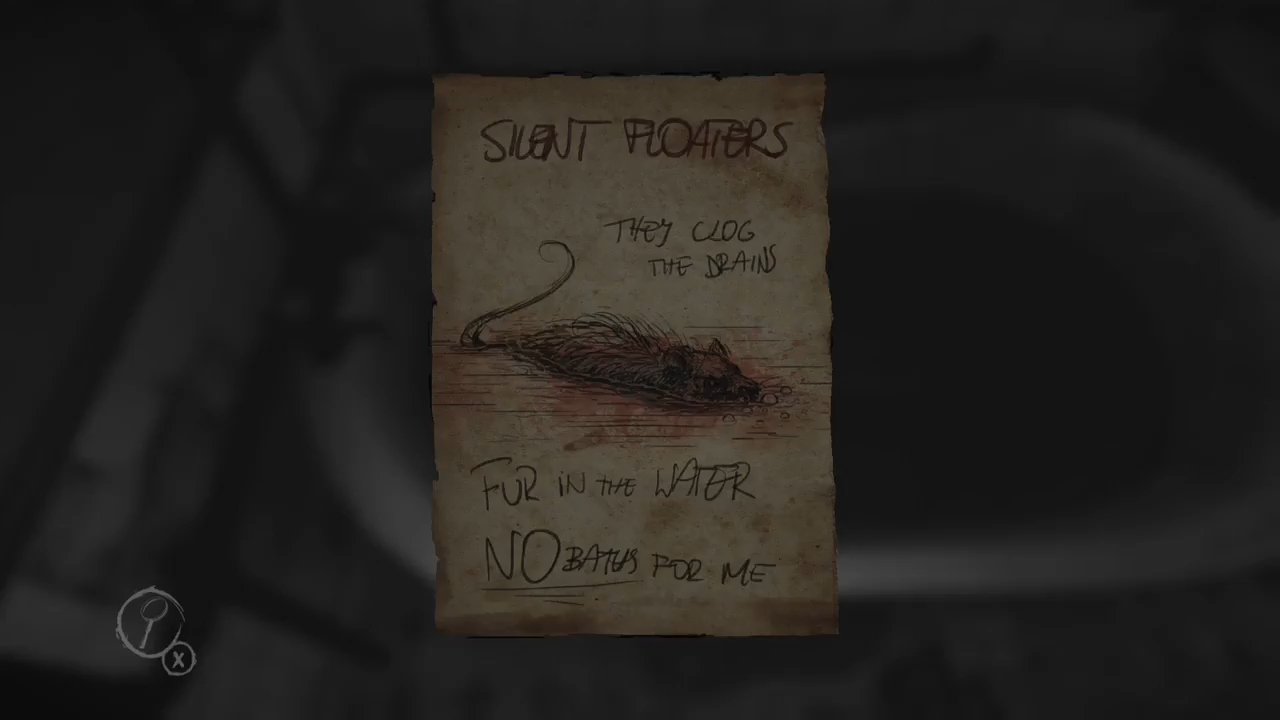 SILENT FLOATERS
THEY CLOG
THE DRAINS
FUR IN THE WATER
NO BATHS FOR ME
X